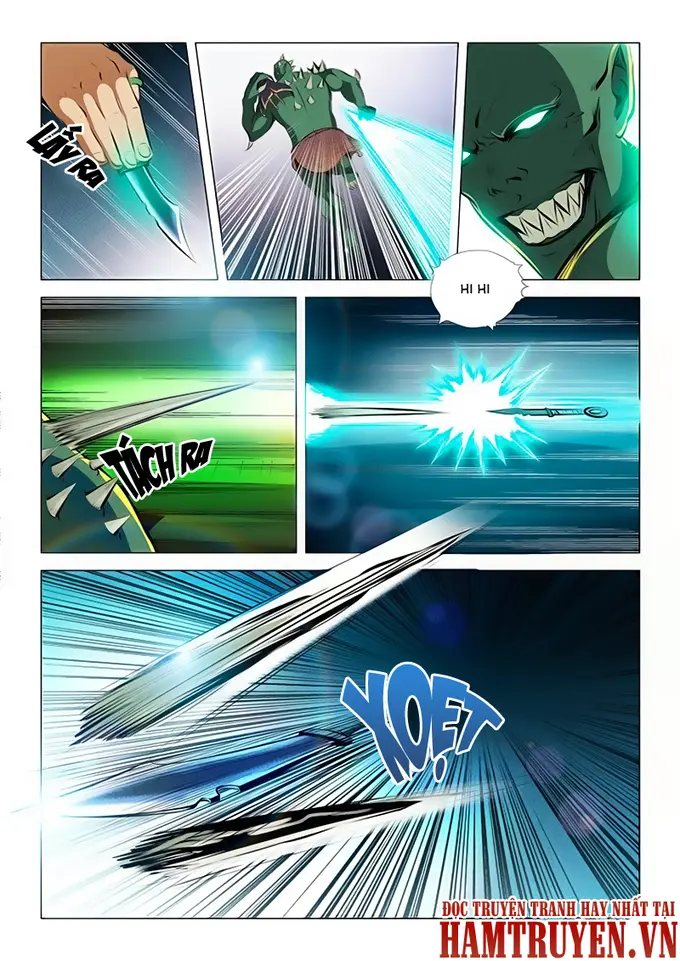 LẤY RA
HI HI
TÁCH RA
XOẸT
ĐỌC TRUYỆN TRANH HAY NHẤT TẠI
HAMTRUYEN.VN